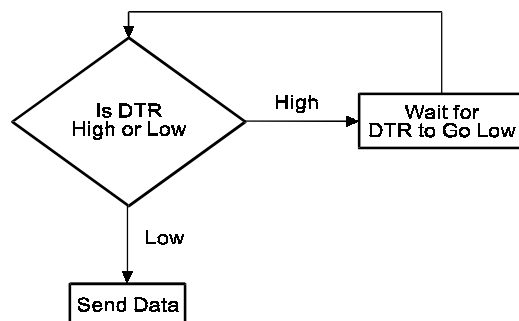 Is DTR
High or Low
High
Wait for
DTR to Go Low
Low
Send Data